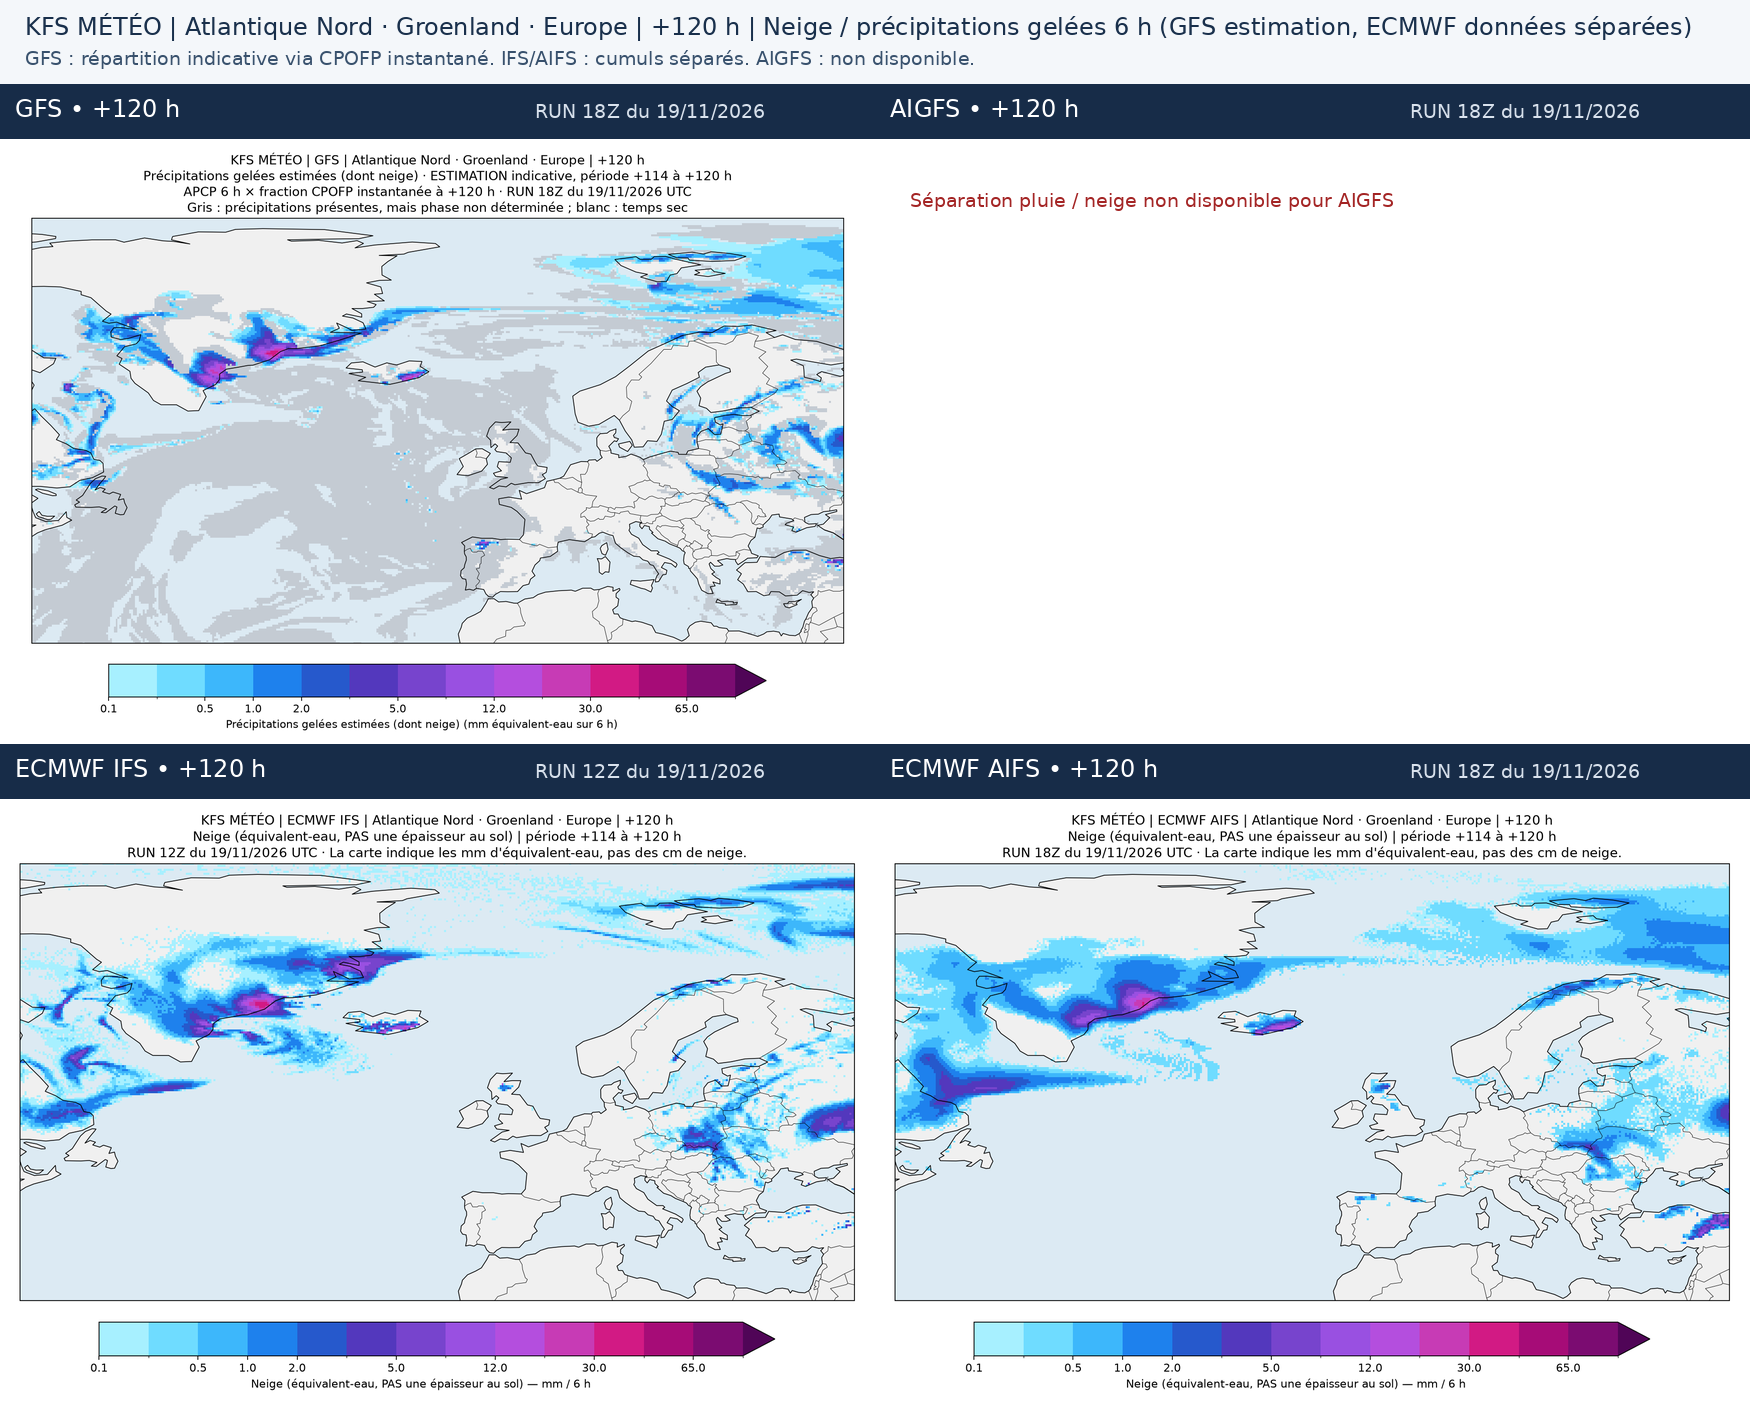 KFS MÉTÉO | Atlantique Nord · Groenland · Europe | +120 h | Neige / précipitations gelées 6 h (GFS estimation, ECMWF données séparées)
GFS : répartition indicative via CPOFP instantané. IFS/AIFS : cumuls séparés. AIGFS : non disponible.
GFS • +120 h
RUN 18Z du 19/11/2026
AIGFS • +120 h
RUN 18Z du 19/11/2026
KFS MÉTÉO | GFS | Atlantique Nord · Groenland · Europe | +120 h
Précipitations gelées estimées (dont neige) · ESTIMATION indicative, période +114 à +120 h
APCP 6 h × fraction CPOFP instantanée à +120 h · RUN 18Z du 19/11/2026 UTC
Gris : précipitations présentes, mais phase non déterminée ; blanc : temps sec
Séparation pluie / neige non disponible pour AIGFS
0.1 0.5 1.0 2.0 5.0 12.0 30.0 65.0
Précipitations gelées estimées (dont neige) (mm équivalent-eau sur 6 h)
ECMWF IFS • +120 h
RUN 12Z du 19/11/2026
ECMWF AIFS • +120 h
RUN 18Z du 19/11/2026
KFS MÉTÉO | ECMWF IFS | Atlantique Nord · Groenland · Europe | +120 h
Neige (équivalent-eau, PAS une épaisseur au sol) | période +114 à +120 h
RUN 12Z du 19/11/2026 UTC · La carte indique les mm d'équivalent-eau, pas des cm de neige.
KFS MÉTÉO | ECMWF AIFS | Atlantique Nord · Groenland · Europe | +120 h
Neige (équivalent-eau, PAS une épaisseur au sol) | période +114 à +120 h
RUN 18Z du 19/11/2026 UTC · La carte indique les mm d'équivalent-eau, pas des cm de neige.
0.1 0.5 1.0 2.0 5.0 12.0 30.0 65.0
Neige (équivalent-eau, PAS une épaisseur au sol) — mm / 6 h
0.1 0.5 1.0 2.0 5.0 12.0 30.0 65.0
Neige (équivalent-eau, PAS une épaisseur au sol) — mm / 6 h